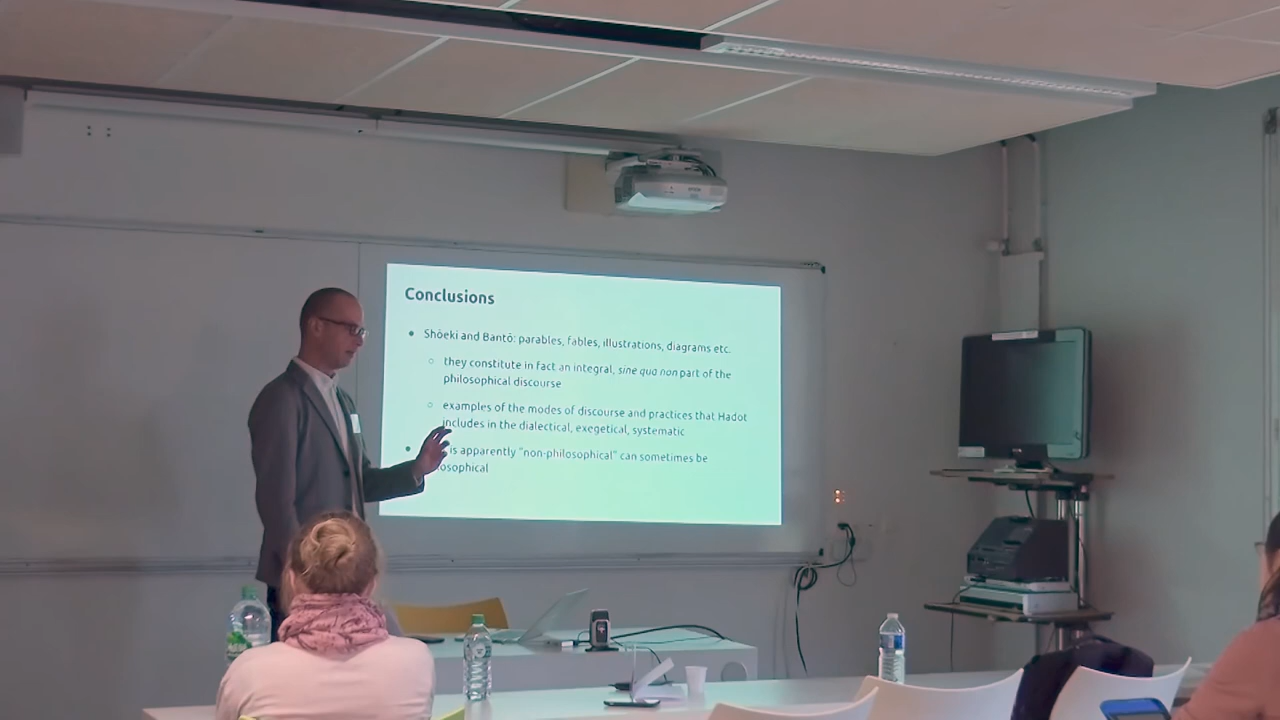 Conclusions
Shōeki and Bantō: parables, fables, illustrations, diagrams etc.
they constitute in fact an integral, sine qua non part of the
philosophical discourse
examples of the modes of discourse and practices that Hadot
includes in the dialectical, exegetical, systematic
is apparently "non-philosophical" can sometimes be
osophical